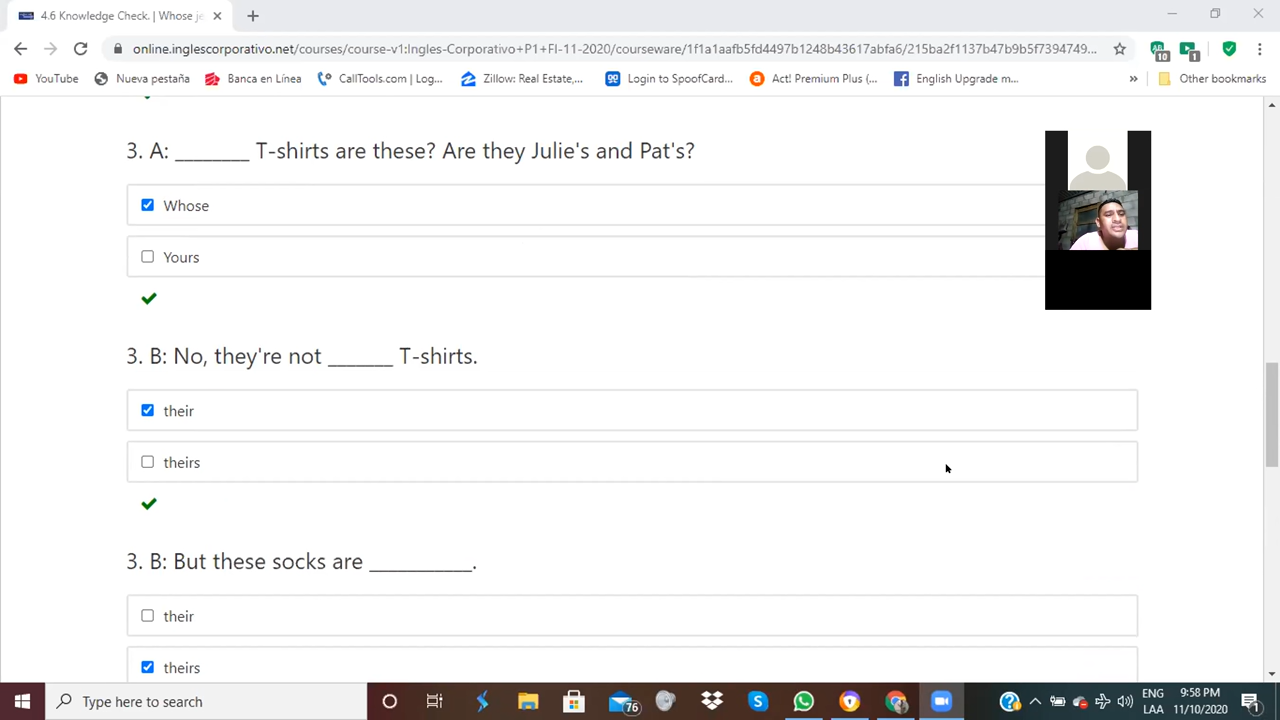 4.6 Knowledge Check. | Whose je
online.inglescorporativo.net/courses/course-v1:Ingles-Corporativo+P1+FI-11-2020/courseware/1f1a1aafb5fd4497b1248b43617abfa6/215ba2f1137b47b9b5f7394749...
10
1
YouTube
Nueva pestaña
Banca en Línea
CallTools.com | Log...
Zillow: Real Estate,...
Login to SpoofCard...
Act! Premium Plus (...
English Upgrade m...
»
Other bookmarks
3. A: ________ T-shirts are these? Are they Julie's and Pat's?
Whose
Yours
3. B: No, they're not _______ T-shirts.
their
theirs
3. B: But these socks are ___________.
their
theirs
Type here to search
76
ENG
LAA
9:58 PM
11/10/2020
1